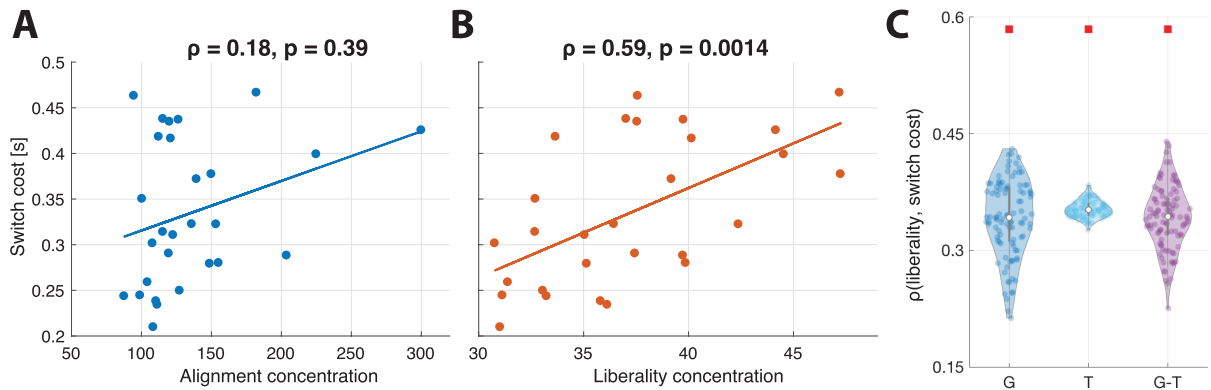 A
ρ = 0.18, p = 0.39
0.5
0.45
0.4
0.35
0.3
0.25
0.2
Switch cost [s]
50 100 150 200 250 300
Alignment concentration
B
ρ = 0.59, p = 0.0014
30 35 40 45
Liberality concentration
C
0.6
0.45
0.3
0.15
ρ(liberality, switch cost)
G T G-T